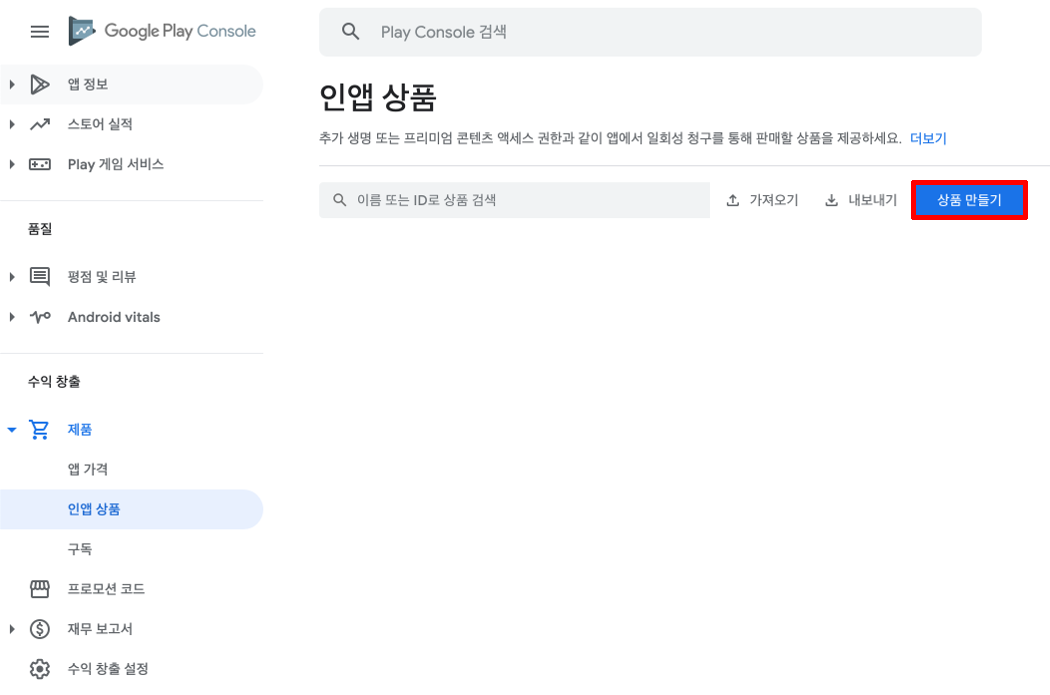 Google Play Console
Play Console 검색
앱 정보
스토어 실적
Play 게임 서비스
품질
평점 및 리뷰
Android vitals
수익 창출
제품
앱 가격
인앱 상품
구독
프로모션 코드
재무 보고서
수익 창출 설정
인앱 상품
추가 생명 또는 프리미엄 콘텐츠 액세스 권한과 같이 앱에서 일회성 청구를 통해 판매할 상품을 제공하세요. 더보기
이름 또는 ID로 상품 검색
가져오기
내보내기
상품 만들기